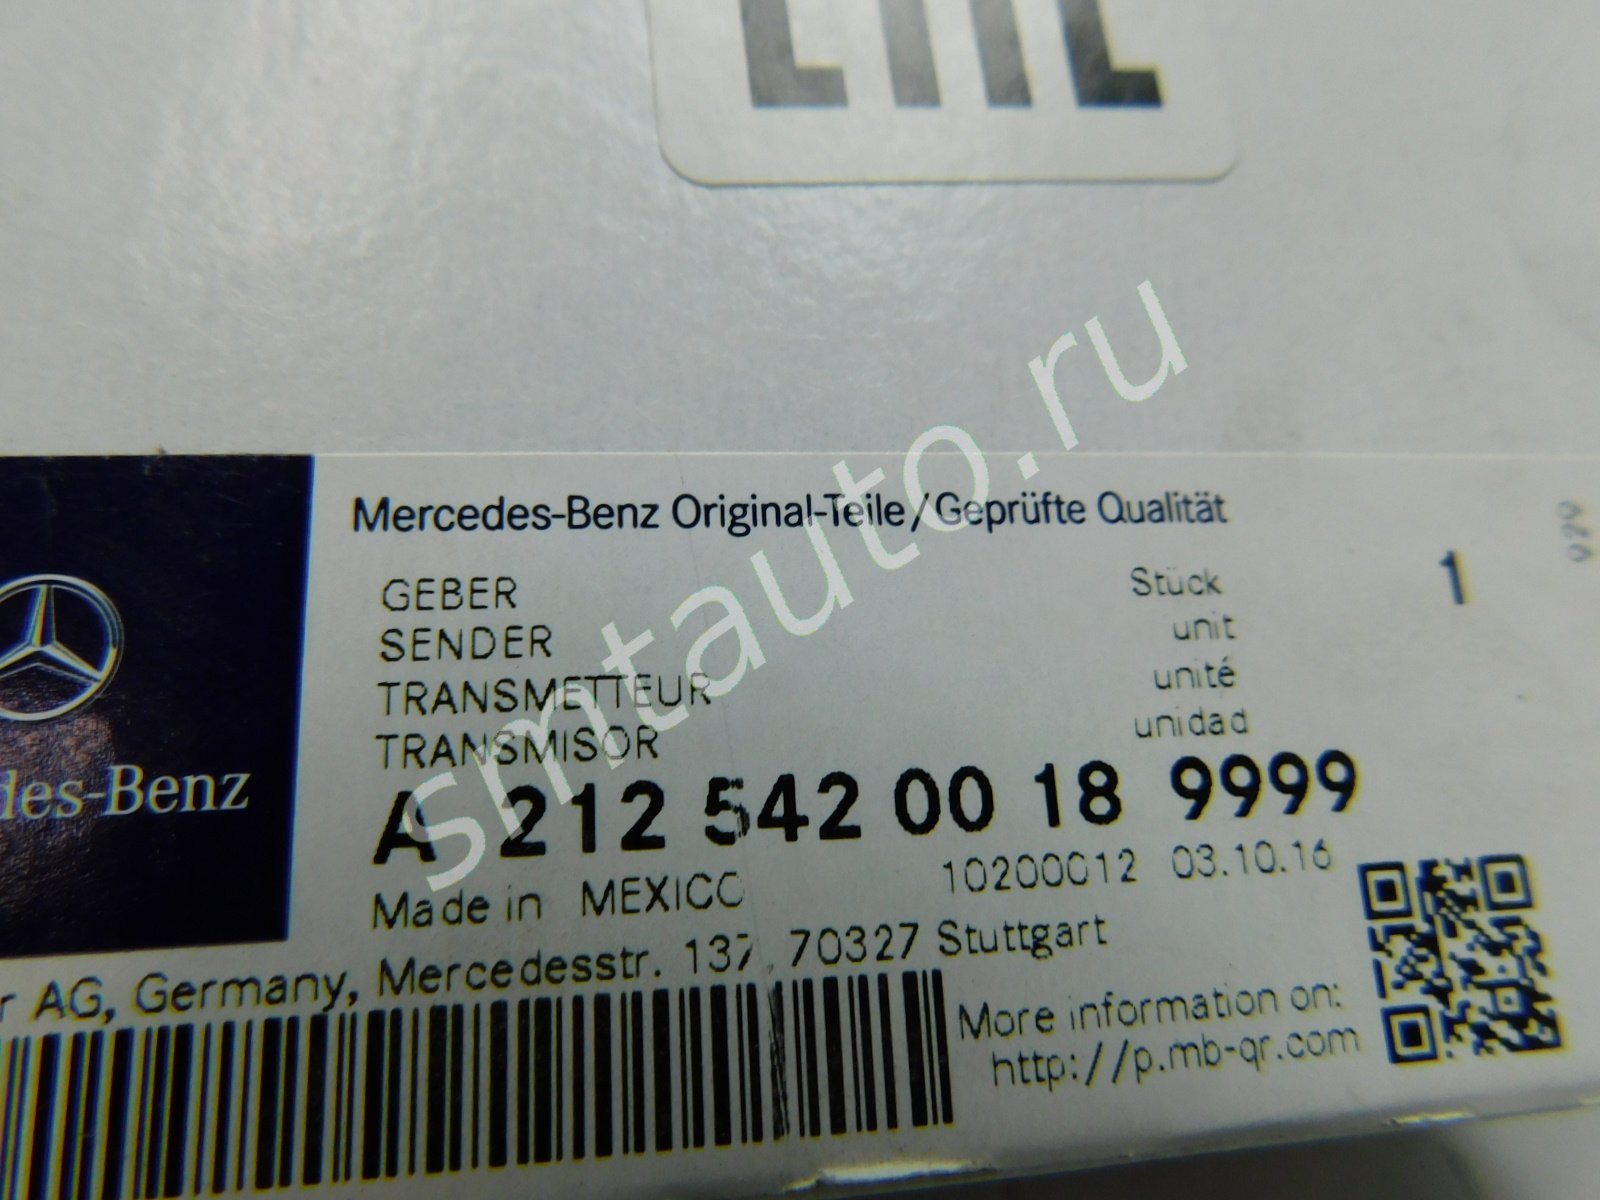 EAC
Mercedes-Benz Original-Teile/Geprüfte Qualität
GEBER Stück 1
SENDER unit
TRANSMETTEUR unité
TRANSMISOR unidad
A 212 542 00 18 9999
Made in MEXICO 10200012 03.10.16
r AG, Germany, Mercedesstr. 137, 70327 Stuttgart
More information on:
http://p.mb-qr.com
des-Benz
smtauto.ru